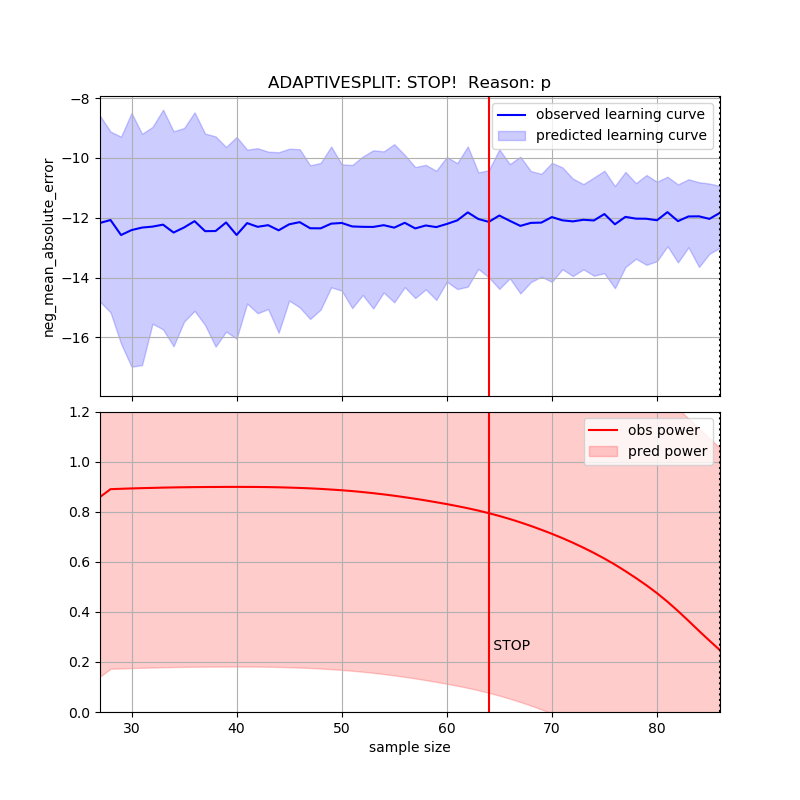 ADAPTIVESPLIT: STOP!  Reason: p
−8
−10
−12
−14
−16
neg_mean_absolute_error
observed learning curve
predicted learning curve
1.2
1.0
0.8
0.6
0.4
0.2
0.0
obs power
pred power
STOP
30 40 50 60 70 80
sample size